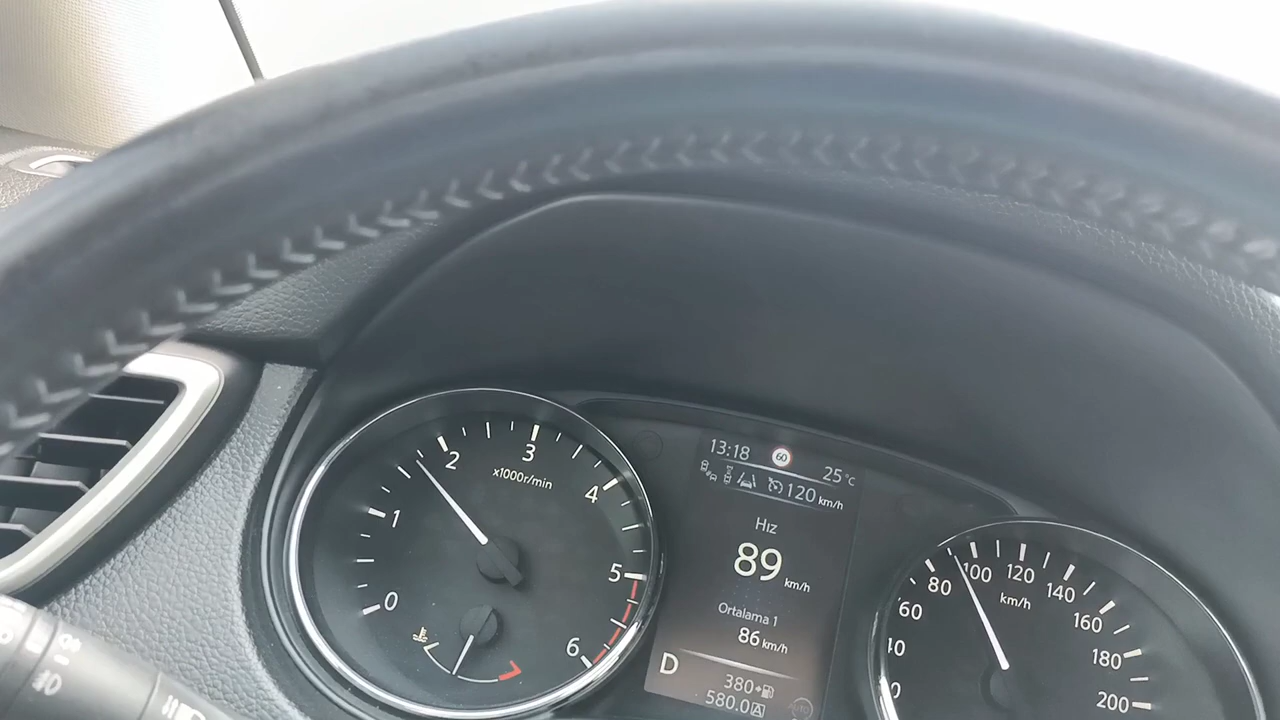 0
1
2
3
4
5
6
x1000r/min
13:18
60
25°C
120 km/h
Hız
89 km/h
Ortalama 1
86 km/h
D
380
580.0 A
60
80
100
120
140
160
180
200
km/h